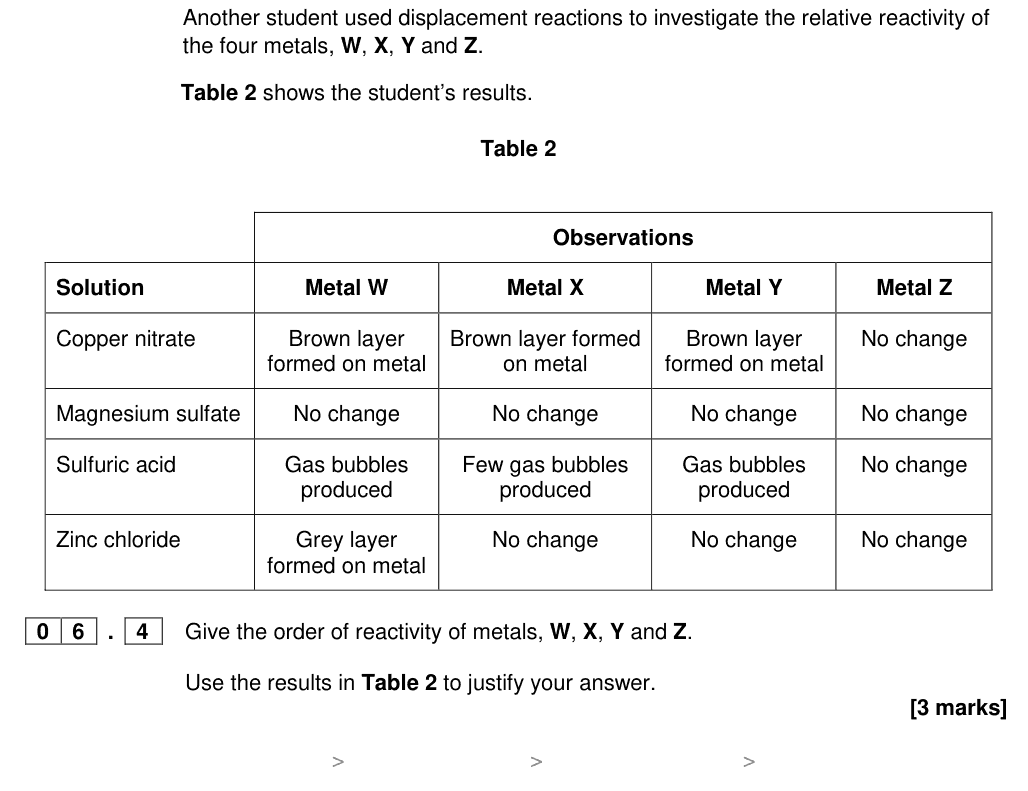 Another student used displacement reactions to investigate the relative reactivity of
the four metals, W, X, Y and Z.
Table 2 shows the student's results.
Table 2
Observations
Solution Metal W Metal X Metal Y Metal Z
Copper nitrate Brown layer formed on metal Brown layer formed on metal Brown layer formed on metal No change
Magnesium sulfate No change No change No change No change
Sulfuric acid Gas bubbles produced Few gas bubbles produced Gas bubbles produced No change
Zinc chloride Grey layer formed on metal No change No change No change
0 6 . 4 Give the order of reactivity of metals, W, X, Y and Z.
Use the results in Table 2 to justify your answer.
[3 marks]
> > >